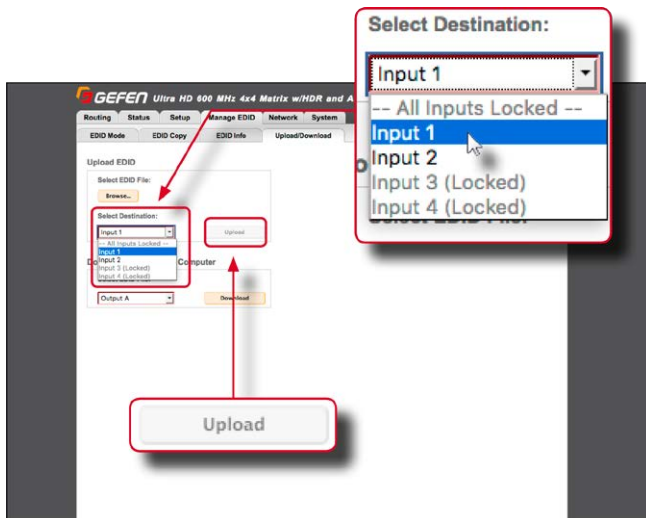 Select Destination:
Input 1
-- All Inputs Locked --
Input 1
Input 2
Input 3 (Locked)
Input 4 (Locked)
GEFEN Ultra HD 600 MHz 4x4 Matrix w/HDR and A
Routing Status Setup Manage EDID Network System
EDID Mode EDID Copy EDID Info Upload/Download
Upload EDID
Select EDID File:
Browse...
Select Destination:
Input 1
Upload
-- All Inputs Locked --
Input 1
Input 2
Input 3 (Locked)
Input 4 (Locked)
Computer
Output A
Download
Upload